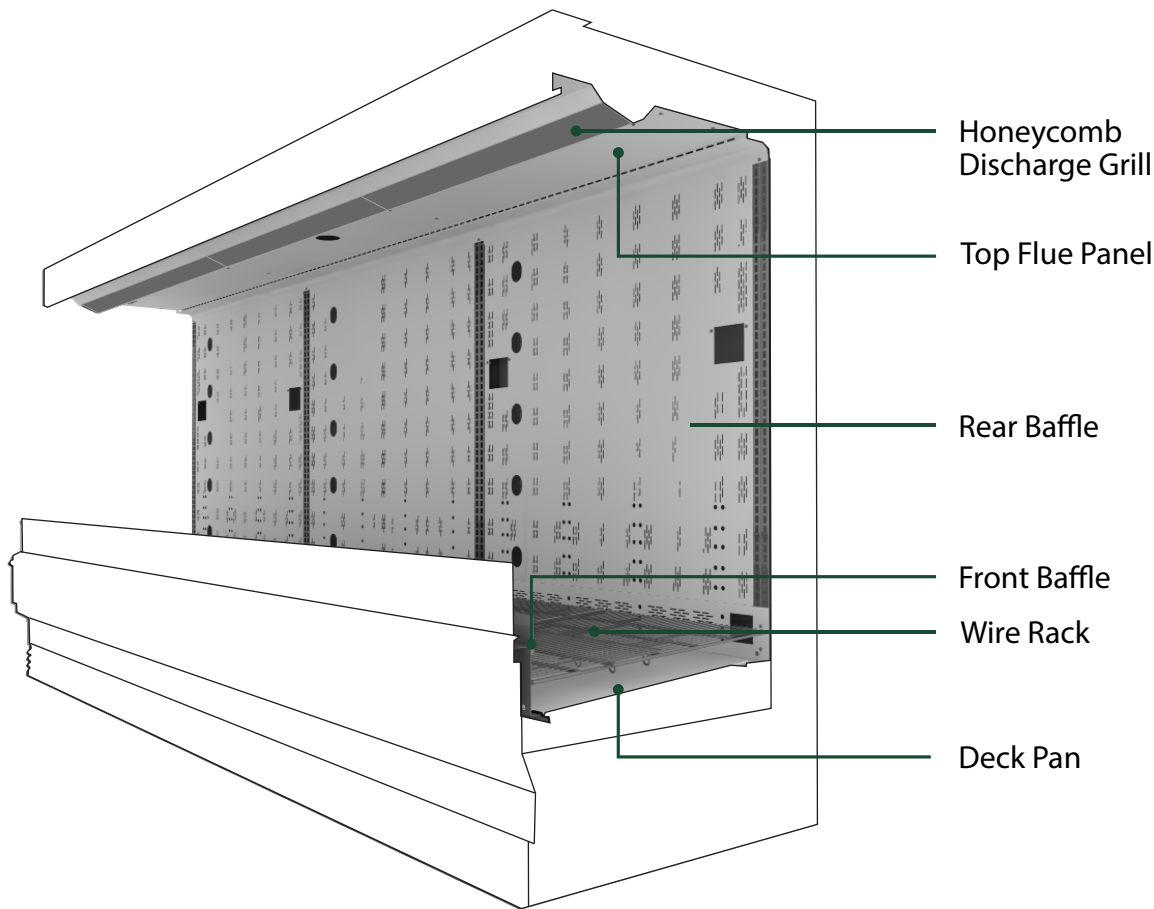 Honeycomb
Discharge Grill
Top Flue Panel
Rear Baffle
Front Baffle
Wire Rack
Deck Pan